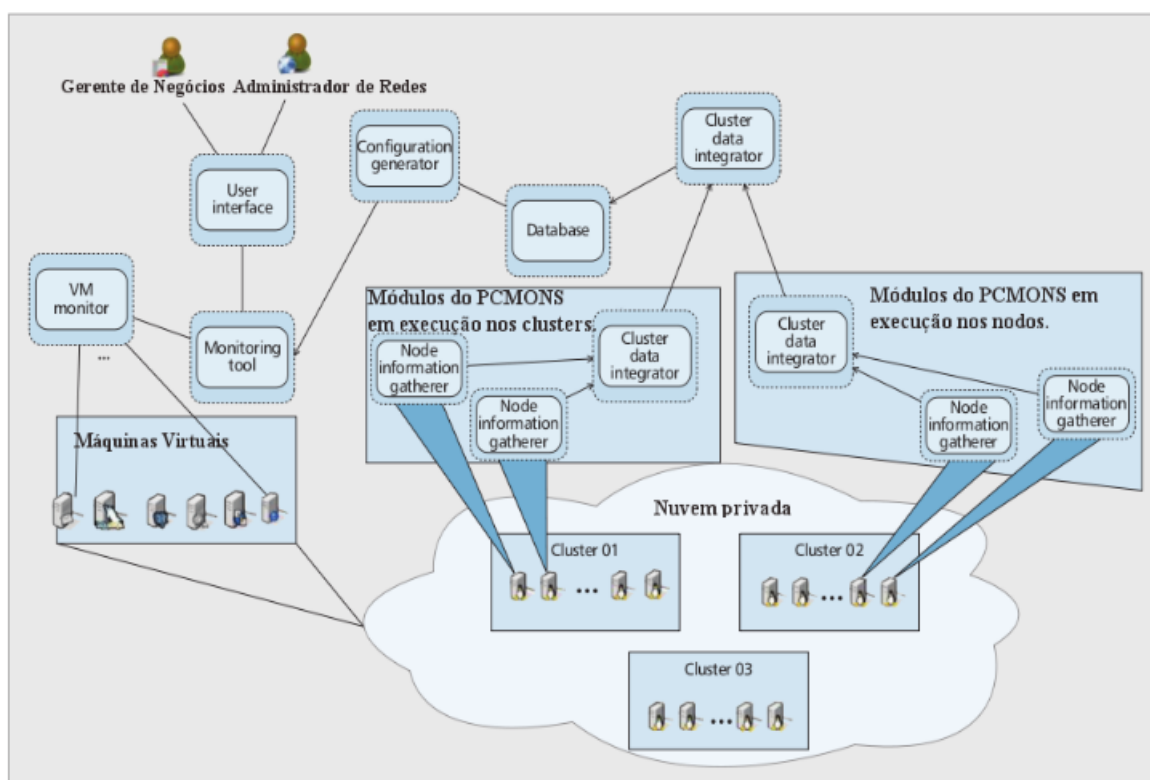 Gerente de Negócios
Administrador de Redes
Configuration
generator
Cluster
data
integrator
User
interface
Database
VM
monitor
...
Monitoring
tool
Módulos do PCMONS
em execução nos clusters.
Node
information
gatherer
Cluster
data
integrator
Node
information
gatherer
Módulos do PCMONS em
execução nos nodos.
Cluster
data
integrator
Node
information
gatherer
Node
information
gatherer
Máquinas Virtuais
Nuvem privada
Cluster 01
...
Cluster 02
...
Cluster 03
...